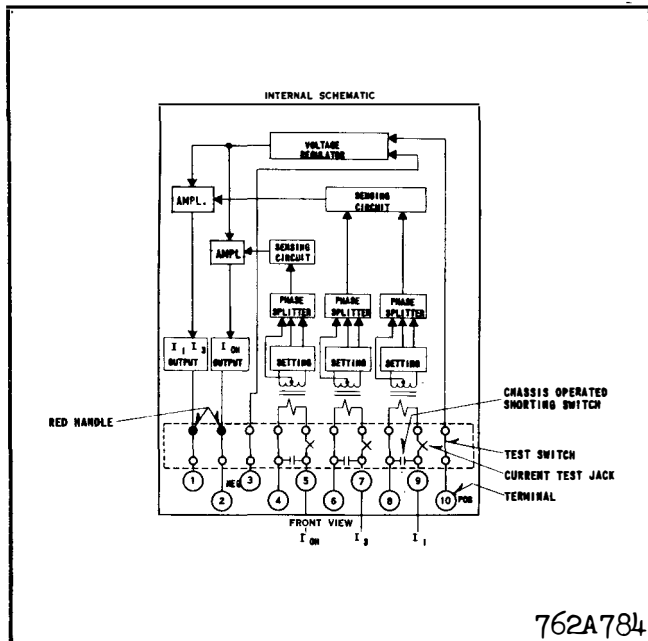 INTERNAL SCHEMATIC
VOLTAGE
REGULATOR
SENSING
CIRCUIT
AMPL.
AMPL
SENSING
CIRCUIT
PHASE
SPLITTER
PHASE
SPLITTER
PHASE
SPLITTER
I1 I3
OUTPUT
ION
OUTPUT
SETTING
SETTING
SETTING
CHASSIS OPERATED
SHORTING SWITCH
RED HANDLE
TEST SWITCH
CURRENT TEST JACK
TERMINAL
1
2
NEG
3
4
5
6
7
8
9
10
POS
FRONT VIEW
ION
I3
I1
762A784